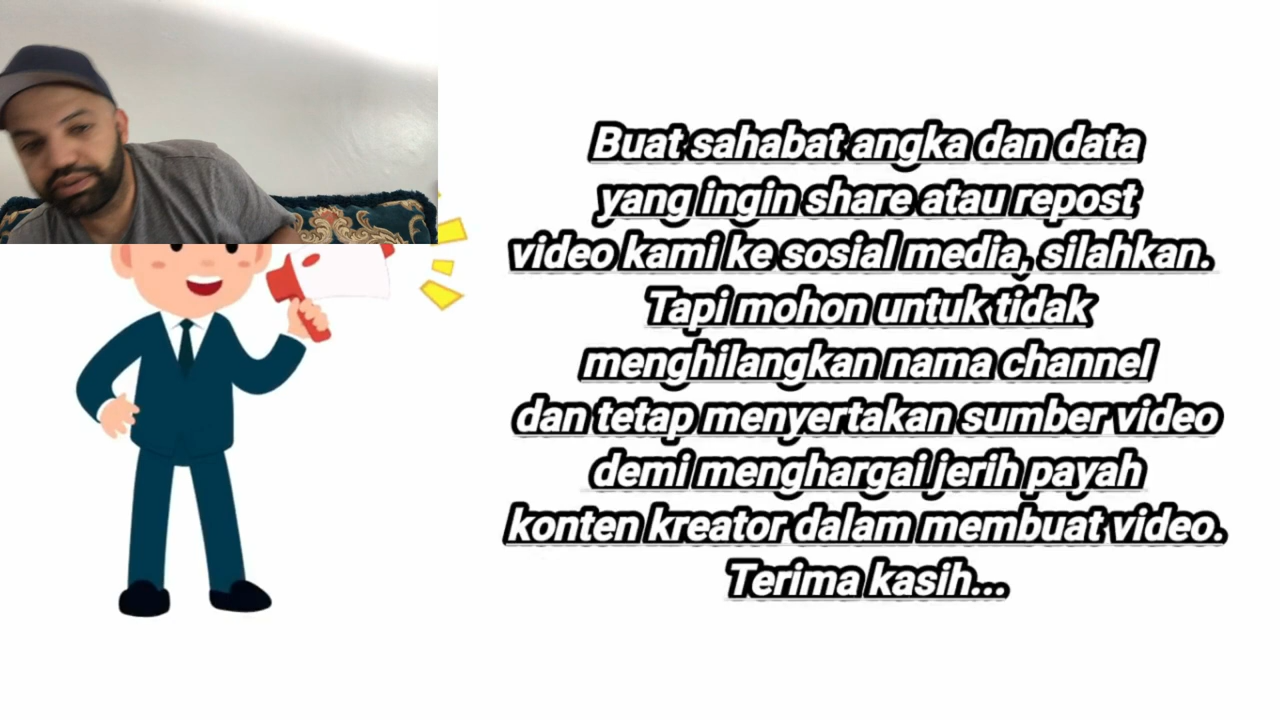 Buat sahabat angka dan data
yang ingin share atau repost
video kami ke sosial media, silahkan.
Tapi mohon untuk tidak
menghilangkan nama channel
dan tetap menyertakan sumber video
demi menghargai jerih payah
konten kreator dalam membuat video.
Terima kasih...